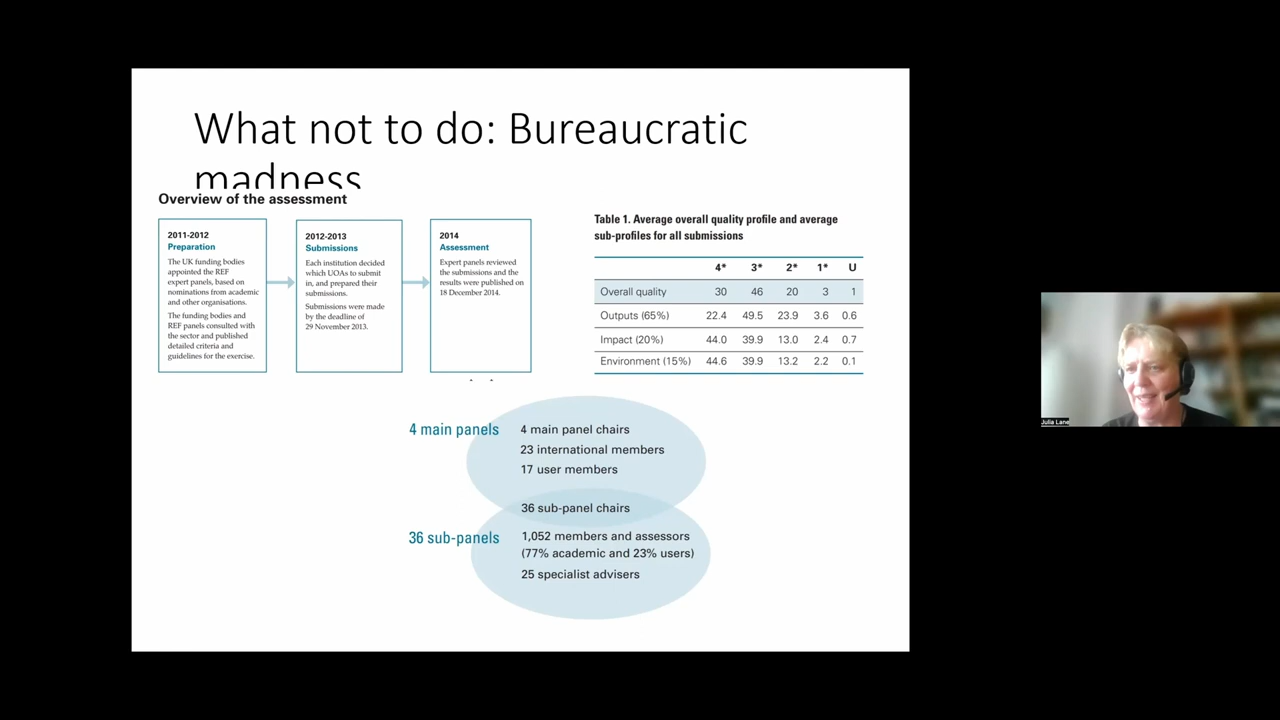 What not to do: Bureaucratic
madness
Overview of the assessment
2011-2012
Preparation
The UK funding bodies
appointed the REF
expert panels, based on
nominations from academic
and other organisations.
The funding bodies and
REF panels consulted with
the sector and published
detailed criteria and
guidelines for the exercise.
2012-2013
Submissions
Each institution decided
which UOAs to submit
in, and prepared their
submissions.
Submissions were made
by the deadline of
29 November 2013.
2014
Assessment
Expert panels reviewed
the submissions and the
results were published on
18 December 2014.
Table 1. Average overall quality profile and average
sub-profiles for all submissions
4* 3* 2* 1* U
Overall quality 30 46 20 3 1
Outputs (65%) 22.4 49.5 23.9 3.6 0.6
Impact (20%) 44.0 39.9 13.0 2.4 0.7
Environment (15%) 44.6 39.9 13.2 2.2 0.1
4 main panels
4 main panel chairs
23 international members
17 user members
36 sub-panel chairs
36 sub-panels
1,052 members and assessors
(77% academic and 23% users)
25 specialist advisers
Julia Lane